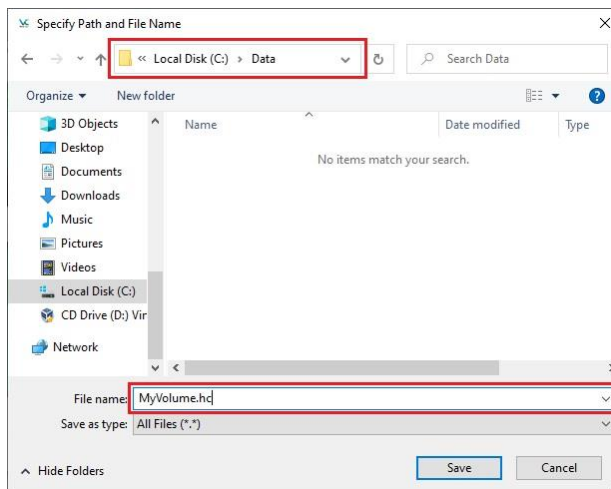 Specify Path and File Name
« Local Disk (C:) › Data
Search Data
Organize New folder
3D Objects
Desktop
Documents
Downloads
Music
Pictures
Videos
Local Disk (C:)
CD Drive (D:) Vir
Network
Name Date modified Type
No items match your search.
File name: MyVolume.hc
Save as type: All Files (*.*)
Hide Folders Save Cancel